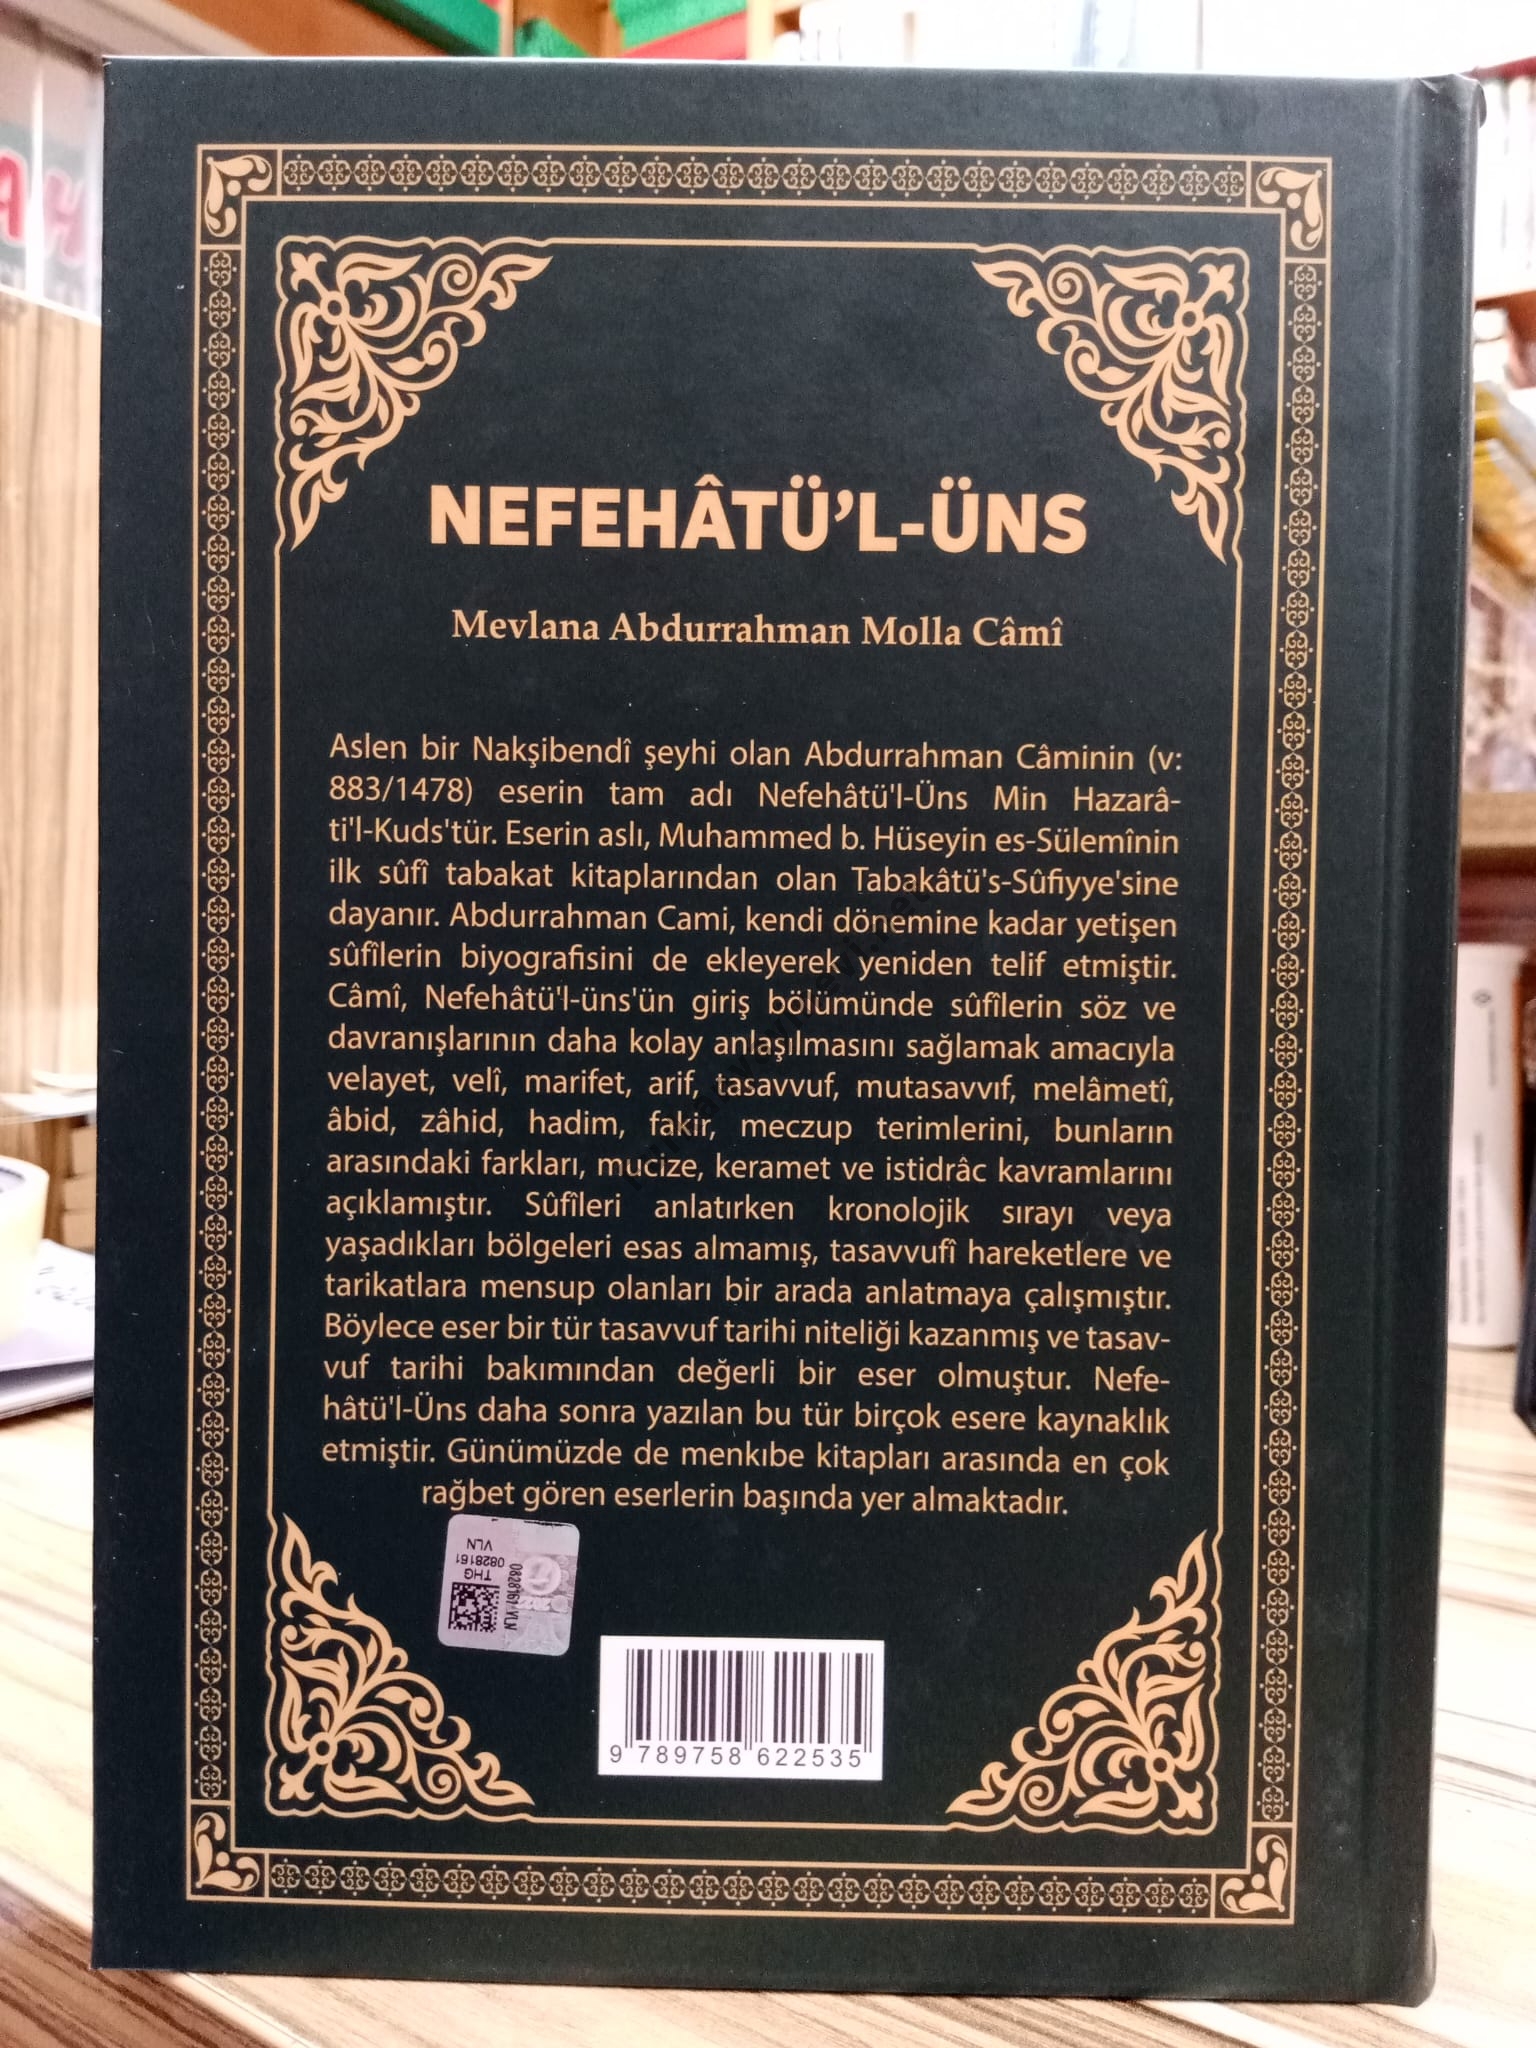 NEFEHÂTÜ'L-ÜNS
Mevlana Abdurrahman Molla Câmî
Aslen bir Nakşibendî şeyhi olan Abdurrahman Câminin (v:
883/1478) eserin tam adı Nefehâtü'l-Üns Min Hazarâ-
ti'l-Kuds'tür. Eserin aslı, Muhammed b. Hüseyin es-Sülemînin
ilk sûfî tabakat kitaplarından olan Tabakâtü's-Sûfiyye'sine
dayanır. Abdurrahman Cami, kendi dönemine kadar yetişen
sûfîlerin biyografisini de ekleyerek yeniden telif etmiştir.
Câmî, Nefehâtü'l-üns'ün giriş bölümünde sûfîlerin söz ve
davranışlarının daha kolay anlaşılmasını sağlamak amacıyla
velayet, velî, marifet, arif, tasavvuf, mutasavvıf, melâmetî,
âbid, zâhid, hadim, fakir, meczup terimlerini, bunların
arasındaki farkları, mucize, keramet ve istidrâc kavramlarını
açıklamıştır. Sûfîleri anlatırken kronolojik sırayı veya
yaşadıkları bölgeleri esas almamış, tasavvufî hareketlere ve
tarikatlara mensup olanları bir arada anlatmaya çalışmıştır.
Böylece eser bir tür tasavvuf tarihi niteliği kazanmış ve tasav-
vuf tarihi bakımından değerli bir eser olmuştur. Nefe-
hâtü'l-Üns daha sonra yazılan bu tür birçok esere kaynaklık
etmiştir. Günümüzde de menkıbe kitapları arasında en çok
rağbet gören eserlerin başında yer almaktadır.
THG
0828161
VLN
0828161 VLN
9 789758 622535